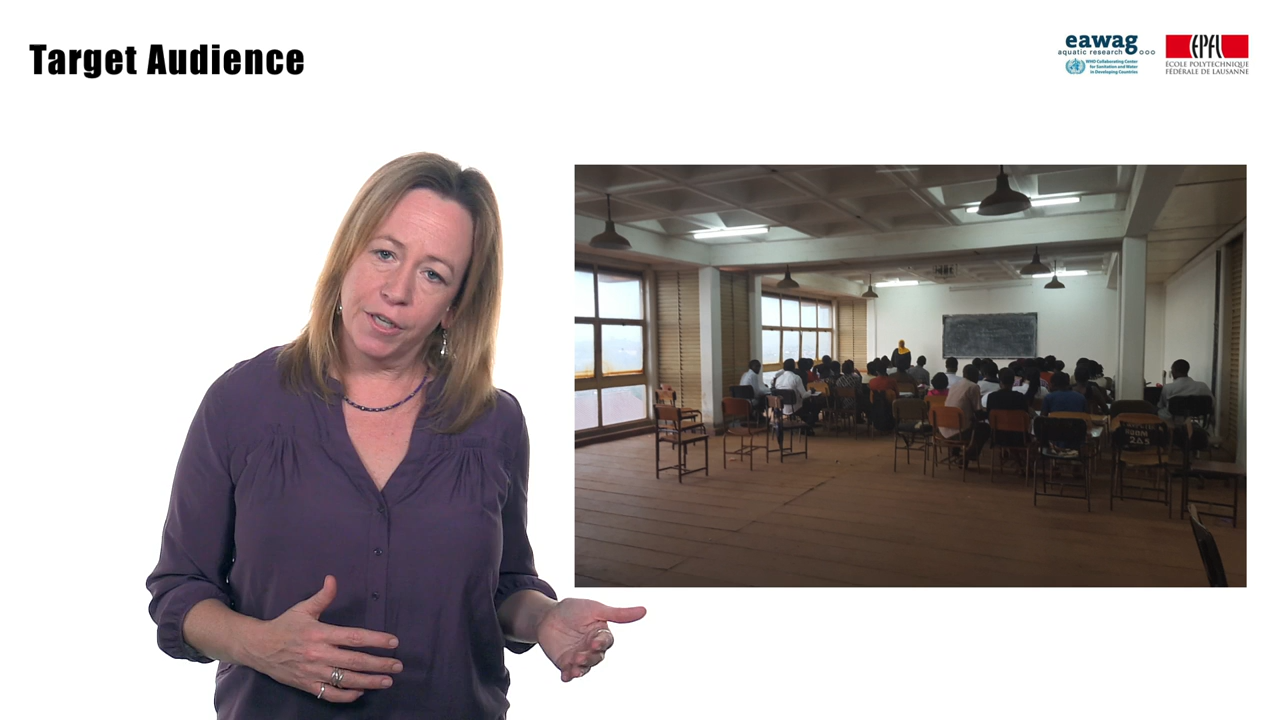 Target Audience
eawag
aquatic research
WHO Collaborating Center
for Sanitation and Water
in Developing Countries
EPFL
ÉCOLE POLYTECHNIQUE
FÉDÉRALE DE LAUSANNE